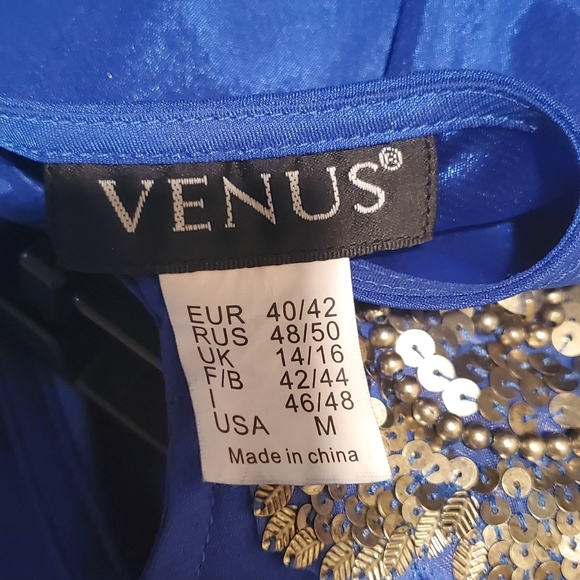 VENUS®
EUR 40/42
RUS 48/50
UK 14/16
F/B 42/44
I 46/48
USA M
Made in china